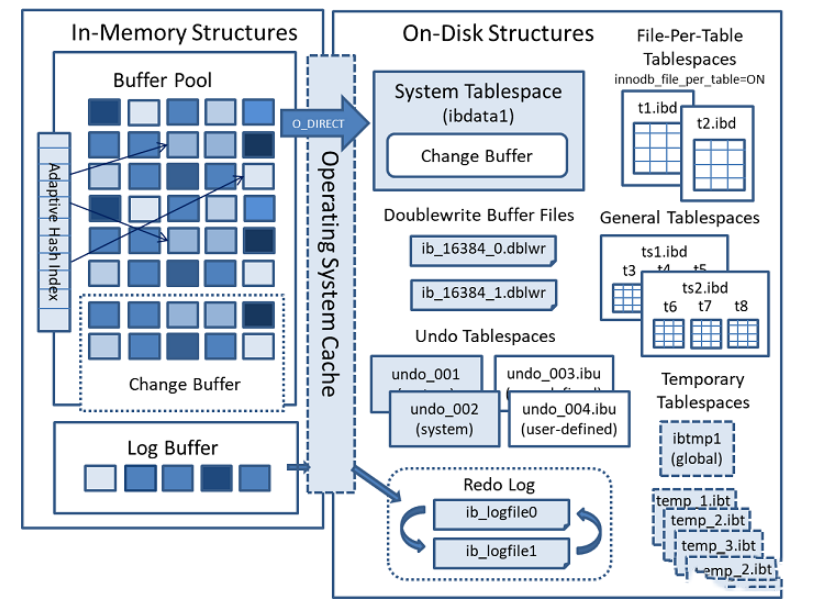 In-Memory Structures
Buffer Pool
Adaptive Hash Index
Change Buffer
Log Buffer
Operating System Cache
O_DIRECT
On-Disk Structures
System Tablespace
(ibdata1)
Change Buffer
Doublewrite Buffer Files
ib_16384_0.dblwr
ib_16384_1.dblwr
Undo Tablespaces
undo_001
undo_002
(system)
undo_003.ibu
undo_004.ibu
(user-defined)
Redo Log
ib_logfile0
ib_logfile1
File-Per-Table
Tablespaces
innodb_file_per_table=ON
t1.ibd
t2.ibd
General Tablespaces
ts1.ibd
t3 t4 t5
ts2.ibd
t6 t7 t8
Temporary
Tablespaces
ibtmp1
(global)
temp_1.ibt
temp_2.ibt
temp_3.ibt
temp_2.ibt